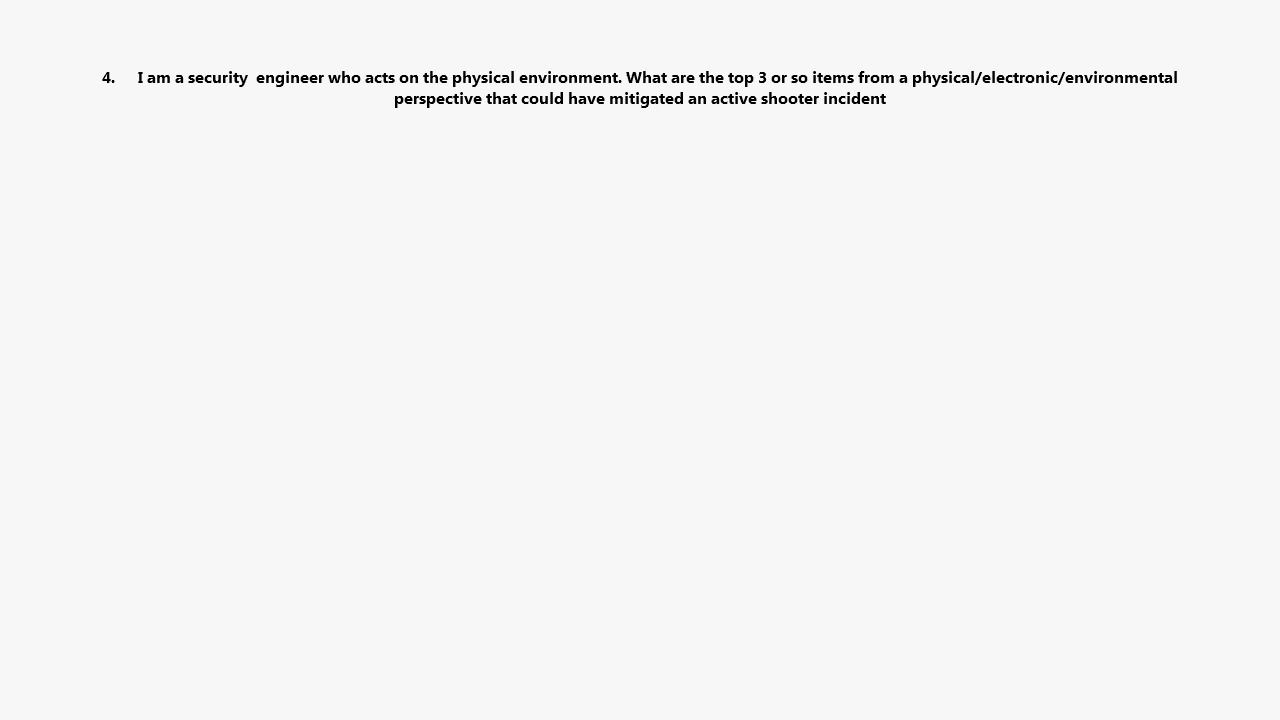 4. I am a security  engineer who acts on the physical environment. What are the top 3 or so items from a physical/electronic/environmental
perspective that could have mitigated an active shooter incident